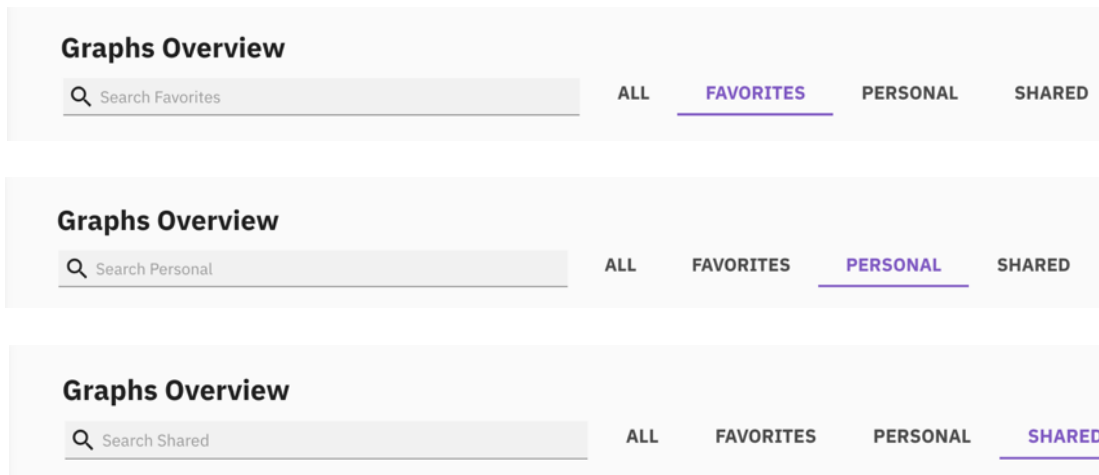 Graphs Overview
Search Favorites ALL FAVORITES PERSONAL SHARED
Graphs Overview
Search Personal ALL FAVORITES PERSONAL SHARED
Graphs Overview
Search Shared ALL FAVORITES PERSONAL SHARED